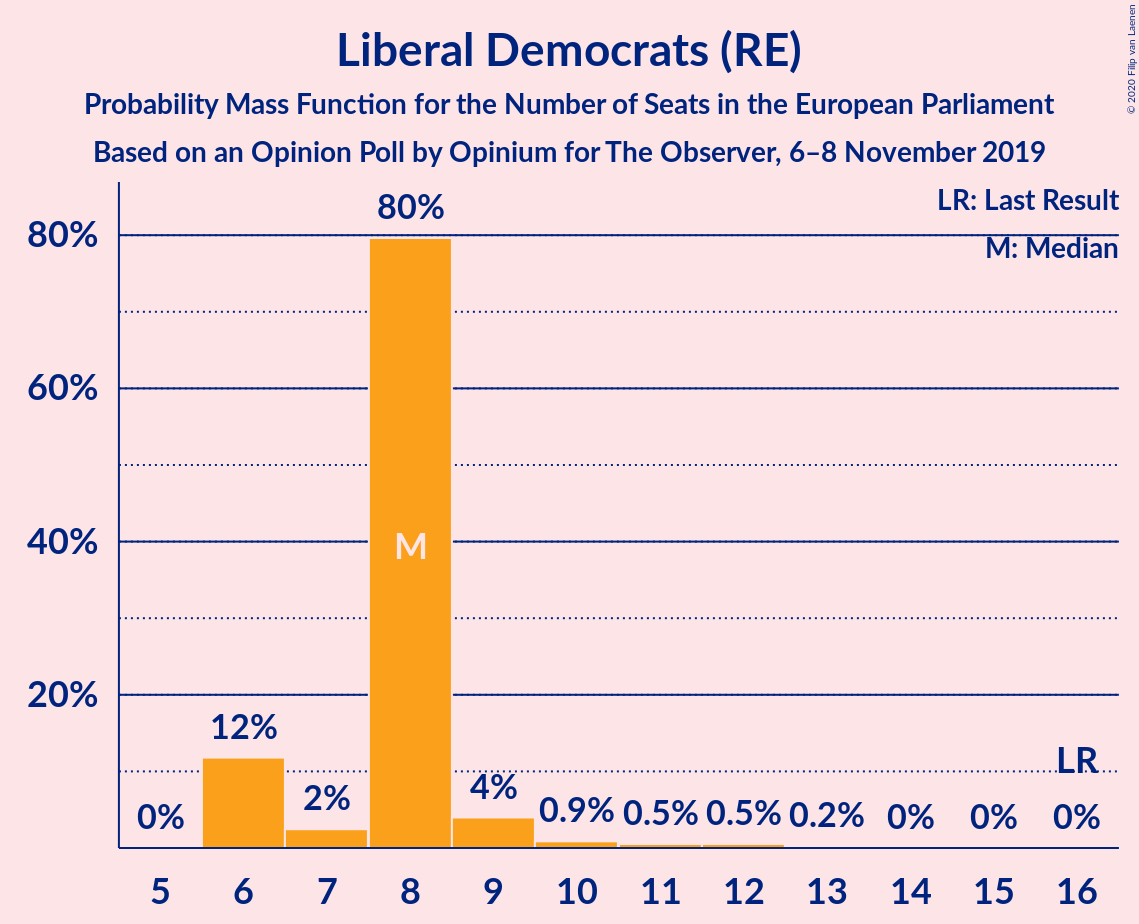 Liberal Democrats (RE)
Probability Mass Function for the Number of Seats in the European Parliament
Based on an Opinion Poll by Opinium for The Observer, 6–8 November 2019
© 2020 Filip van Laenen
LR: Last Result
M: Median
80%
60%
40%
20%
0%
12%
2%
80%
M
4%
0.9%
0.5%
0.5%
0.2%
0%
0%
LR
0%
5 6 7 8 9 10 11 12 13 14 15 16